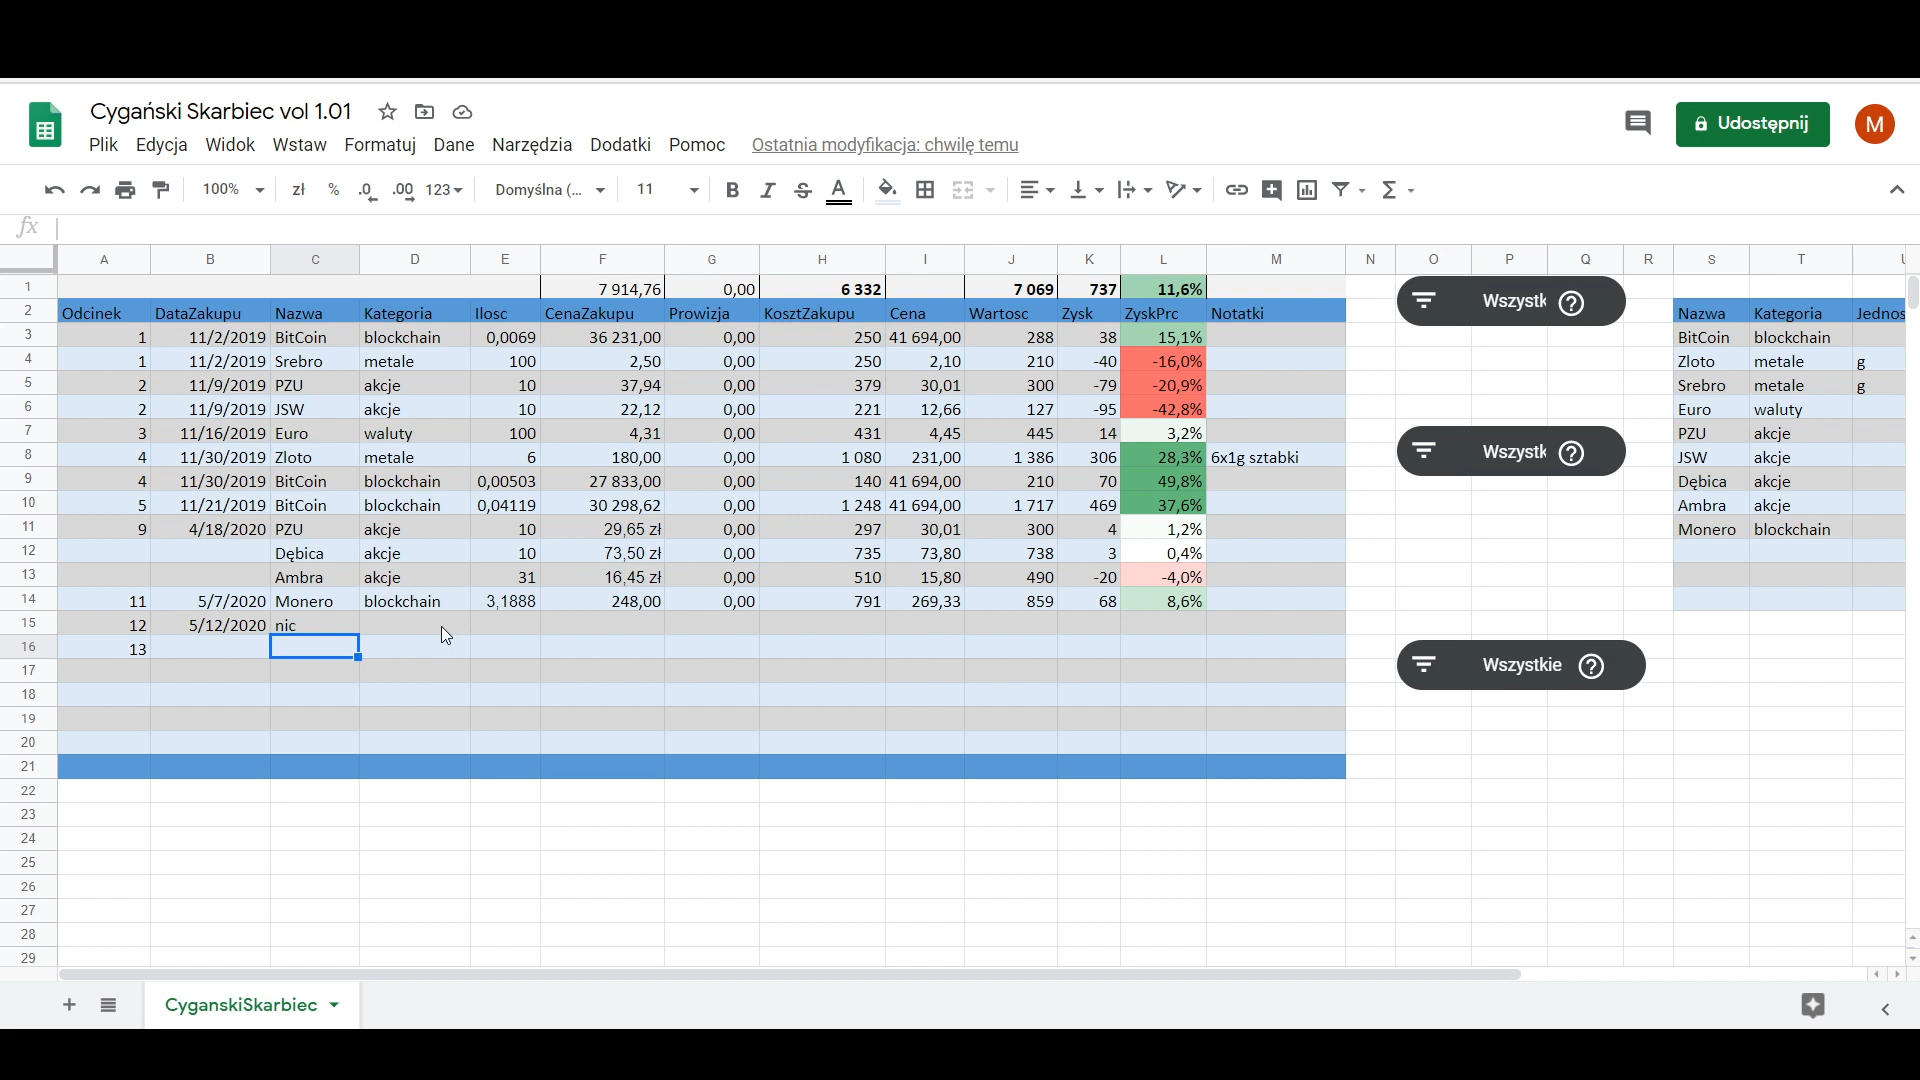 Cygański Skarbiec vol 1.01
Plik Edycja Widok Wstaw Formatuj Dane Narzędzia Dodatki Pomoc Ostatnia modyfikacja: chwilę temu
Udostępnij M
100% zł % .0 .00 123 Domyślna (... 11 B I S A Σ
fx
A B C D E F G H I J K L M N O P Q R S T
1 7 914,76 0,00 6 332 7 069 737 11,6%
Wszystk
2 Odcinek DataZakupu Nazwa Kategoria Ilosc CenaZakupu Prowizja KosztZakupu Cena Wartosc Zysk ZyskPrc Notatki Nazwa Kategoria Jednos
3 1 11/2/2019 BitCoin blockchain 0,0069 36 231,00 0,00 250 41 694,00 288 38 15,1% BitCoin blockchain
4 1 11/2/2019 Srebro metale 100 2,50 0,00 250 2,10 210 -40 -16,0% Zloto metale g
5 2 11/9/2019 PZU akcje 10 37,94 0,00 379 30,01 300 -79 -20,9% Srebro metale g
6 2 11/9/2019 JSW akcje 10 22,12 0,00 221 12,66 127 -95 -42,8% Euro waluty
7 3 11/16/2019 Euro waluty 100 4,31 0,00 431 4,45 445 14 3,2% PZU akcje
8 4 11/30/2019 Zloto metale 6 180,00 0,00 1 080 231,00 1 386 306 28,3% 6x1g sztabki Wszystk JSW akcje
9 4 11/30/2019 BitCoin blockchain 0,00503 27 833,00 0,00 140 41 694,00 210 70 49,8% Dębica akcje
10 5 11/21/2019 BitCoin blockchain 0,04119 30 298,62 0,00 1 248 41 694,00 1 717 469 37,6% Ambra akcje
11 9 4/18/2020 PZU akcje 10 29,65 zł 0,00 297 30,01 300 4 1,2% Monero blockchain
12 Dębica akcje 10 73,50 zł 0,00 735 73,80 738 3 0,4%
13 Ambra akcje 31 16,45 zł 0,00 510 15,80 490 -20 -4,0%
14 11 5/7/2020 Monero blockchain 3,1888 248,00 0,00 791 269,33 859 68 8,6%
15 12 5/12/2020 nic
16 13
Wszystkie
17
18
19
20
21
22
23
24
25
26
27
28
29
CyganskiSkarbiec